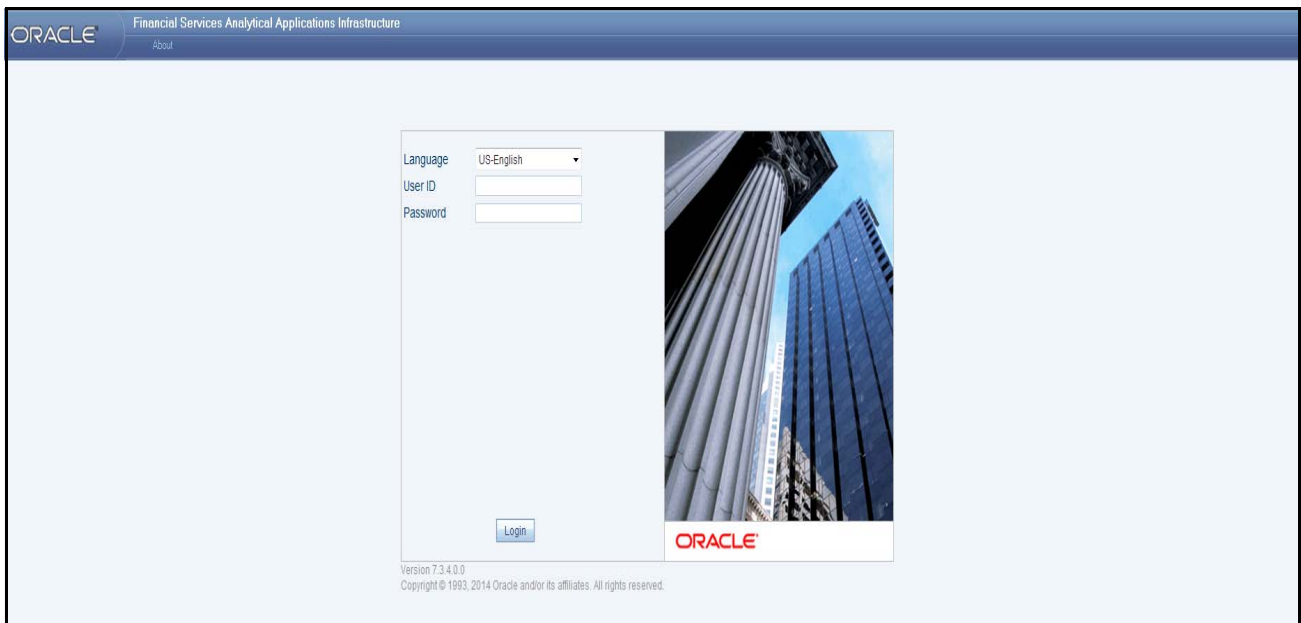 ORACLE
Financial Services Analytical Applications Infrastructure
About
Language US-English
User ID
Password
Login
ORACLE
Version 7.3.4.0.0
Copyright © 1993, 2014 Oracle and/or its affiliates. All rights reserved.